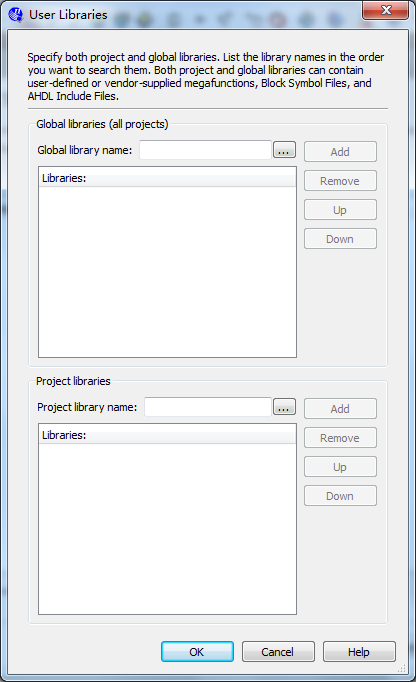 User Libraries
Specify both project and global libraries. List the library names in the order
you want to search them. Both project and global libraries can contain
user-defined or vendor-supplied megafunctions, Block Symbol Files, and
AHDL Include Files.
Global libraries (all projects)
Global library name: ... Add
Libraries:
Remove
Up
Down
Project libraries
Project library name: ... Add
Libraries:
Remove
Up
Down
OK Cancel Help